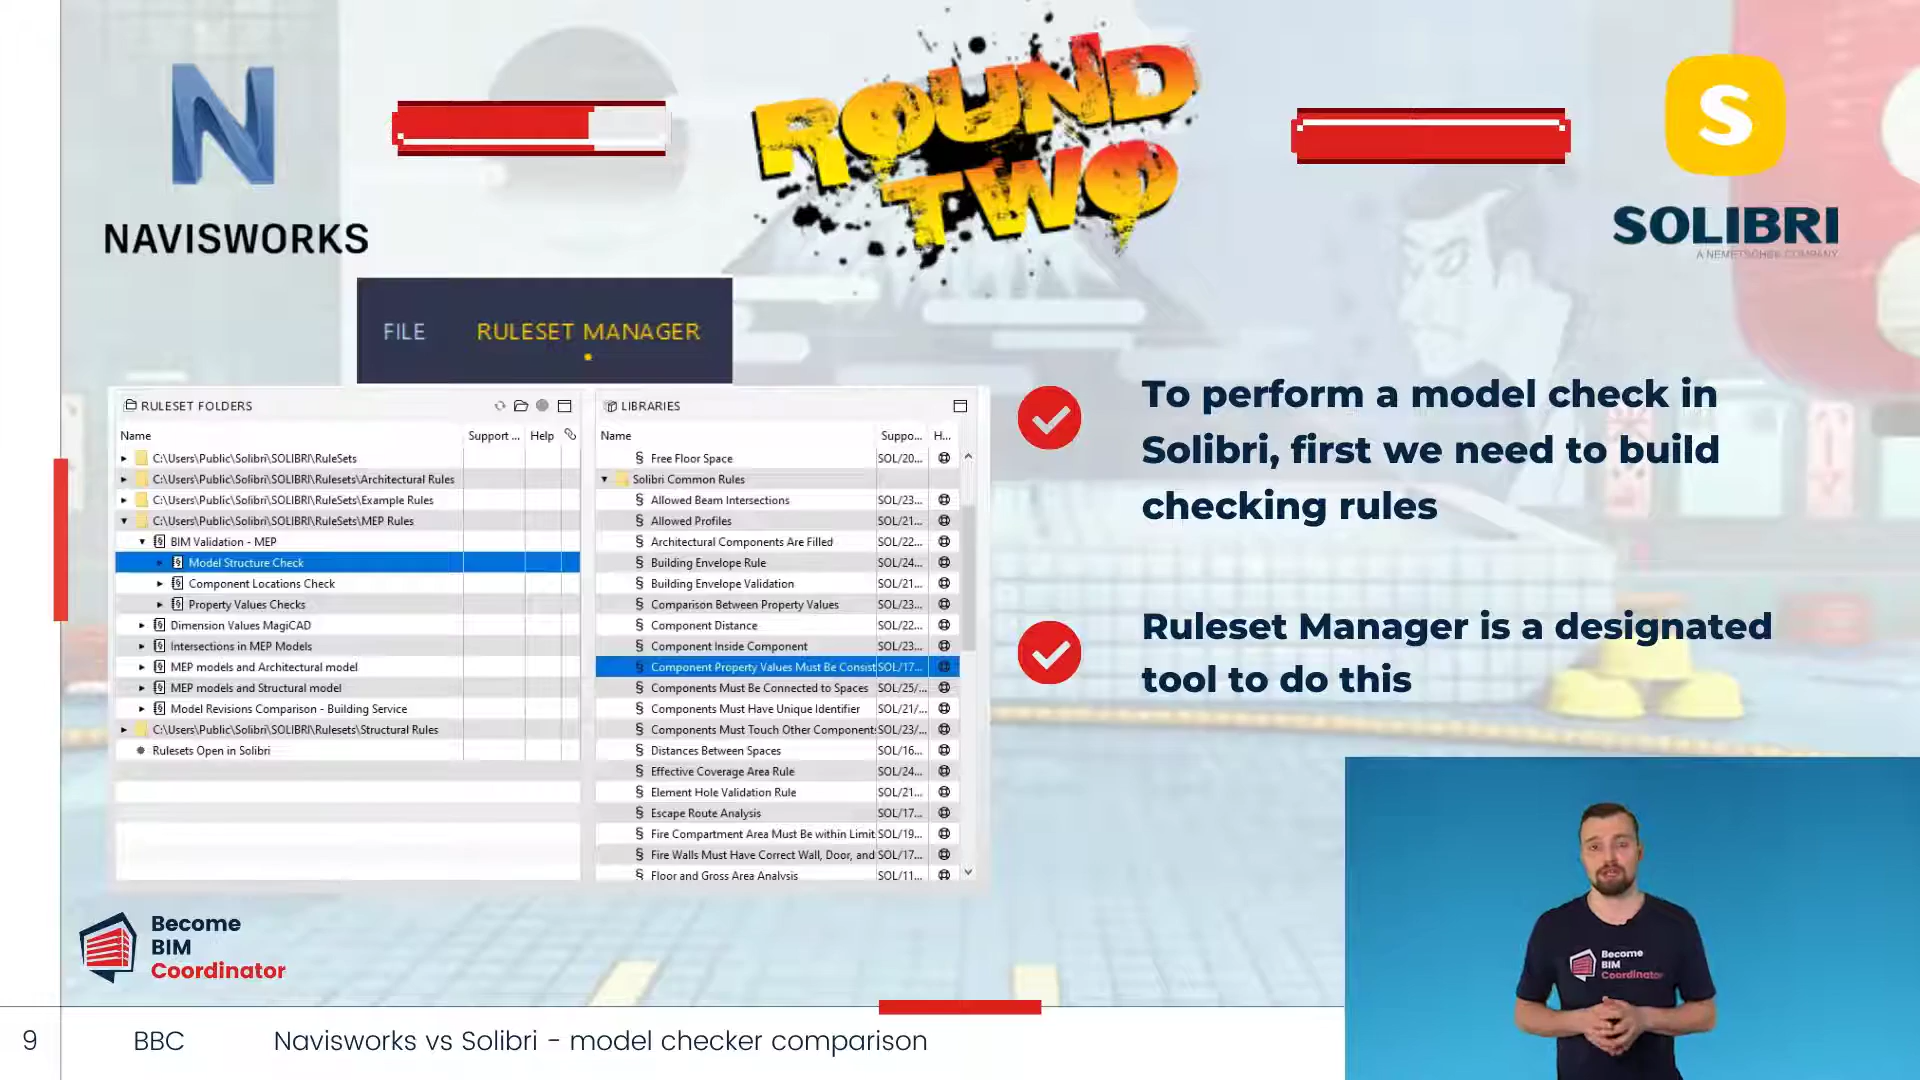 ROUND
TWO
NAVISWORKS
S
SOLIBRI
A NEMETSCHEK COMPANY
FILE RULESET MANAGER
RULESET FOLDERS
Name Support ... Help
C:\Users\Public\Solibri\SOLIBRI\RuleSets
C:\Users\Public\Solibri\SOLIBRI\Rulesets\Architectural Rules
C:\Users\Public\Solibri\SOLIBRI\RuleSets\Example Rules
C:\Users\Public\Solibri\SOLIBRI\RuleSets\MEP Rules
BIM Validation - MEP
Model Structure Check
Component Locations Check
Property Values Checks
Dimension Values MagiCAD
Intersections in MEP Models
MEP models and Architectural model
MEP models and Structural model
Model Revisions Comparison - Building Service
C:\Users\Public\Solibri\SOLIBRI\Rulesets\Structural Rules
Rulesets Open in Solibri
LIBRARIES
Name Suppo... H...
§ Free Floor Space SOL/20...
Solibri Common Rules
§ Allowed Beam Intersections SOL/23...
§ Allowed Profiles SOL/21...
§ Architectural Components Are Filled SOL/22...
§ Building Envelope Rule SOL/24...
§ Building Envelope Validation SOL/21...
§ Comparison Between Property Values SOL/23...
§ Component Distance SOL/22...
§ Component Inside Component SOL/23...
§ Component Property Values Must Be Consist SOL/17...
§ Components Must Be Connected to Spaces SOL/25/...
§ Components Must Have Unique Identifier SOL/21/...
§ Components Must Touch Other Component: SOL/23/...
§ Distances Between Spaces SOL/16...
§ Effective Coverage Area Rule SOL/24...
§ Element Hole Validation Rule SOL/21...
§ Escape Route Analysis SOL/17...
§ Fire Compartment Area Must Be within Limit SOL/19...
§ Fire Walls Must Have Correct Wall, Door, and SOL/17...
§ Floor and Gross Area Analysis SOL/11...
To perform a model check in
Solibri, first we need to build
checking rules
Ruleset Manager is a designated
tool to do this
Become
BIM
Coordinator
Become
BIM
Coordinator
9 BBC Navisworks vs Solibri - model checker comparison